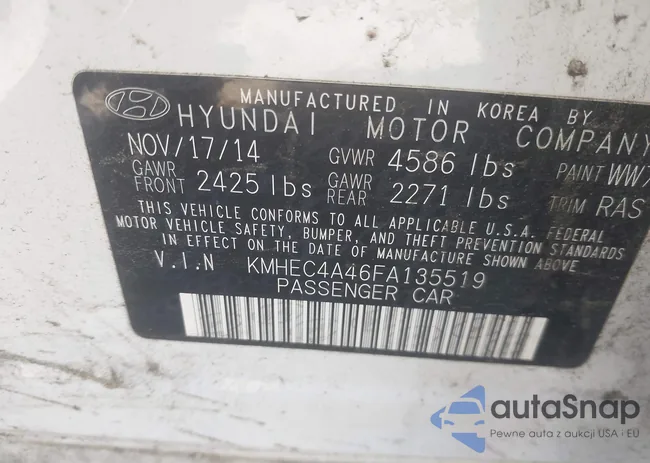 MANUFACTURED IN KOREA BY
HYUNDAI MOTOR COMPANY
NOV/17/14 GVWR 4586 lbs PAINT WW7
GAWR FRONT 2425 lbs GAWR REAR 2271 lbs TRIM RAS
THIS VEHICLE CONFORMS TO ALL APPLICABLE U.S.A. FEDERAL
MOTOR VEHICLE SAFETY, BUMPER, AND THEFT PREVENTION STANDARDS
IN EFFECT ON THE DATE OF MANUFACTURE SHOWN ABOVE.
V.I.N KMHEC4A46FA135519
PASSENGER CAR
autaSnap
Pewne auta z aukcji USA i EU